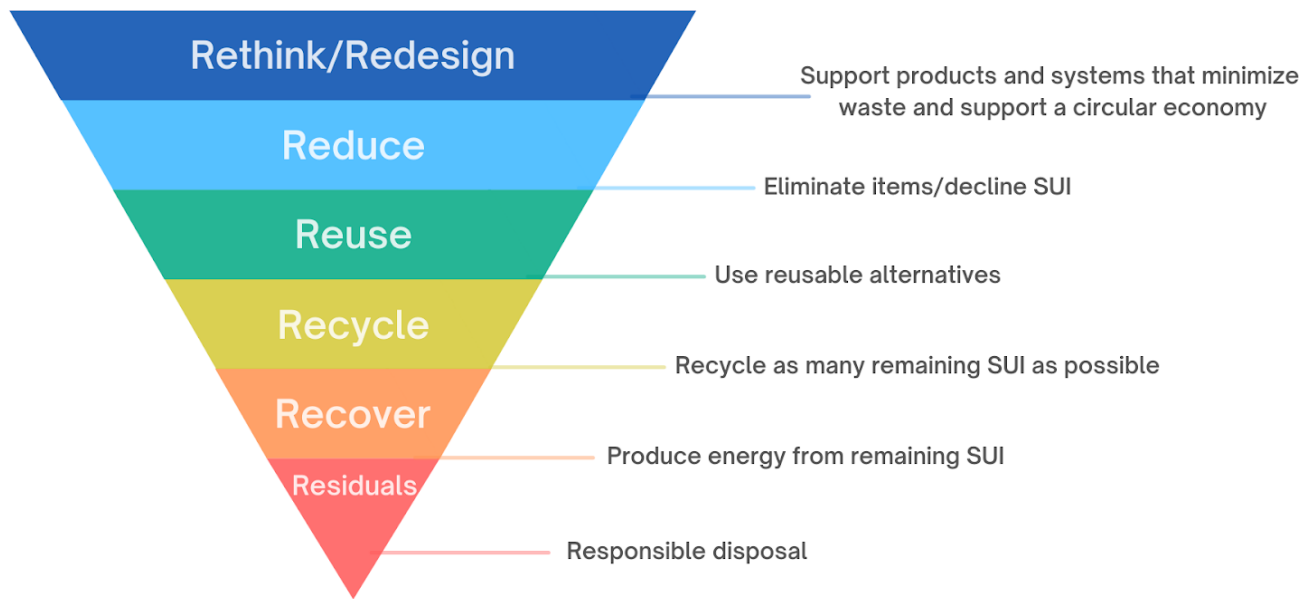 Rethink/Redesign
Support products and systems that minimize
waste and support a circular economy
Reduce
Eliminate items/decline SUI
Reuse
Use reusable alternatives
Recycle
Recycle as many remaining SUI as possible
Recover
Produce energy from remaining SUI
Residuals
Responsible disposal